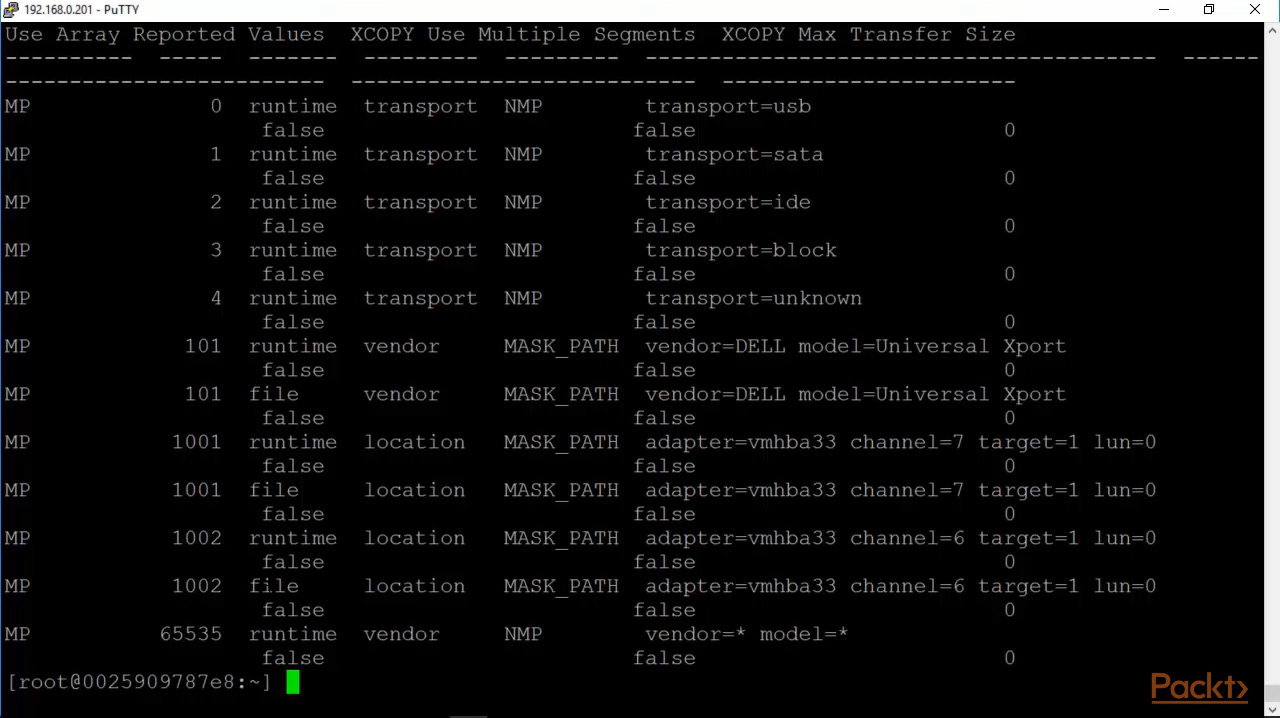 192.168.0.201 - PuTTY
Use Array Reported Values  XCOPY Use Multiple Segments  XCOPY Max Transfer Size
----------  -----  -------  ---------  ---------  ----------------------------------------  ------
-------------------------  ---------------------------  -----------------------
MP              0  runtime  transport  NMP        transport=usb
                    false                        false                            0
MP              1  runtime  transport  NMP        transport=sata
                    false                        false                            0
MP              2  runtime  transport  NMP        transport=ide
                    false                        false                            0
MP              3  runtime  transport  NMP        transport=block
                    false                        false                            0
MP              4  runtime  transport  NMP        transport=unknown
                    false                        false                            0
MP            101  runtime  vendor     MASK_PATH  vendor=DELL model=Universal Xport
                    false                        false                            0
MP            101  file     vendor     MASK_PATH  vendor=DELL model=Universal Xport
                    false                        false                            0
MP           1001  runtime  location   MASK_PATH  adapter=vmhba33 channel=7 target=1 lun=0
                    false                        false                            0
MP           1001  file     location   MASK_PATH  adapter=vmhba33 channel=7 target=1 lun=0
                    false                        false                            0
MP           1002  runtime  location   MASK_PATH  adapter=vmhba33 channel=6 target=1 lun=0
                    false                        false                            0
MP           1002  file     location   MASK_PATH  adapter=vmhba33 channel=6 target=1 lun=0
                    false                        false                            0
MP          65535  runtime  vendor     NMP        vendor=* model=*
                    false                        false                            0
[root@0025909787e8:~]
Packt>